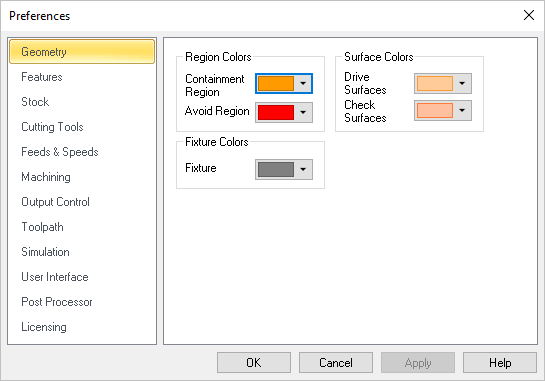 Preferences
Geometry
Features
Stock
Cutting Tools
Feeds & Speeds
Machining
Output Control
Toolpath
Simulation
User Interface
Post Processor
Licensing
Region Colors
Containment
Region
Avoid Region
Surface Colors
Drive
Surfaces
Check
Surfaces
Fixture Colors
Fixture
OK
Cancel
Apply
Help